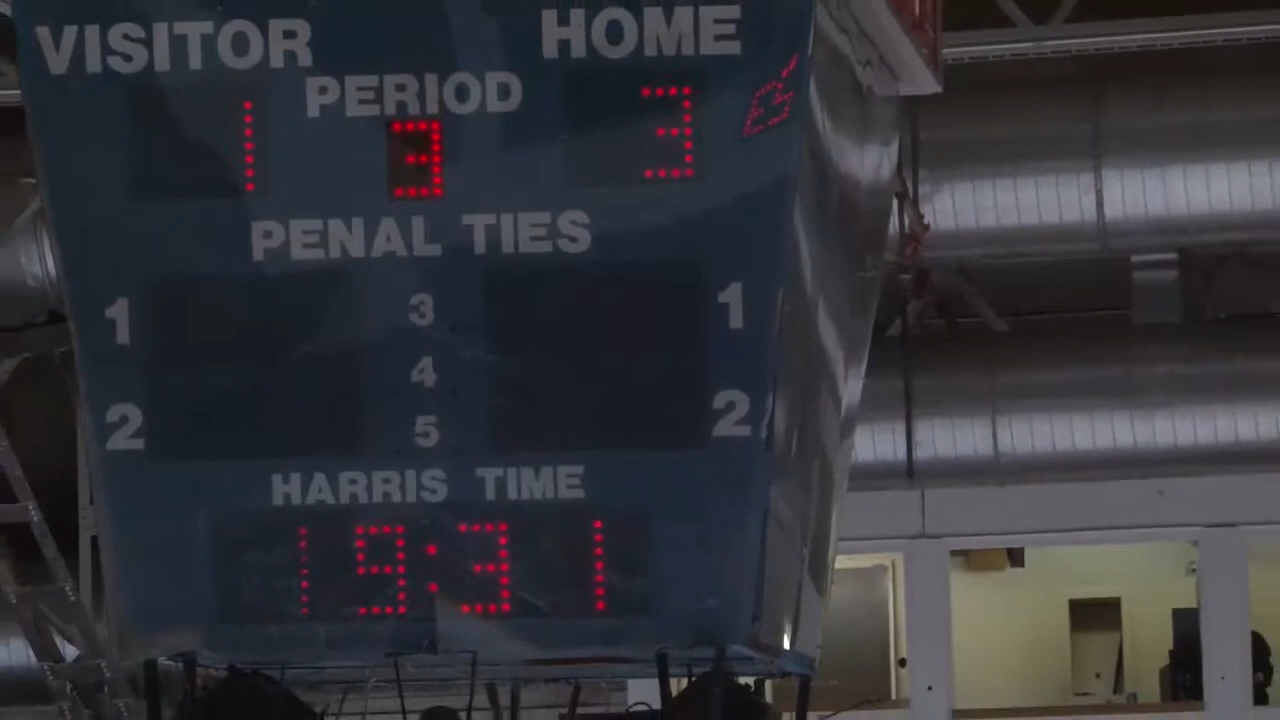 VISITOR HOME
PERIOD
1 3 3
PENAL TIES
1 3 1
4
2 5 2
HARRIS TIME
19:31